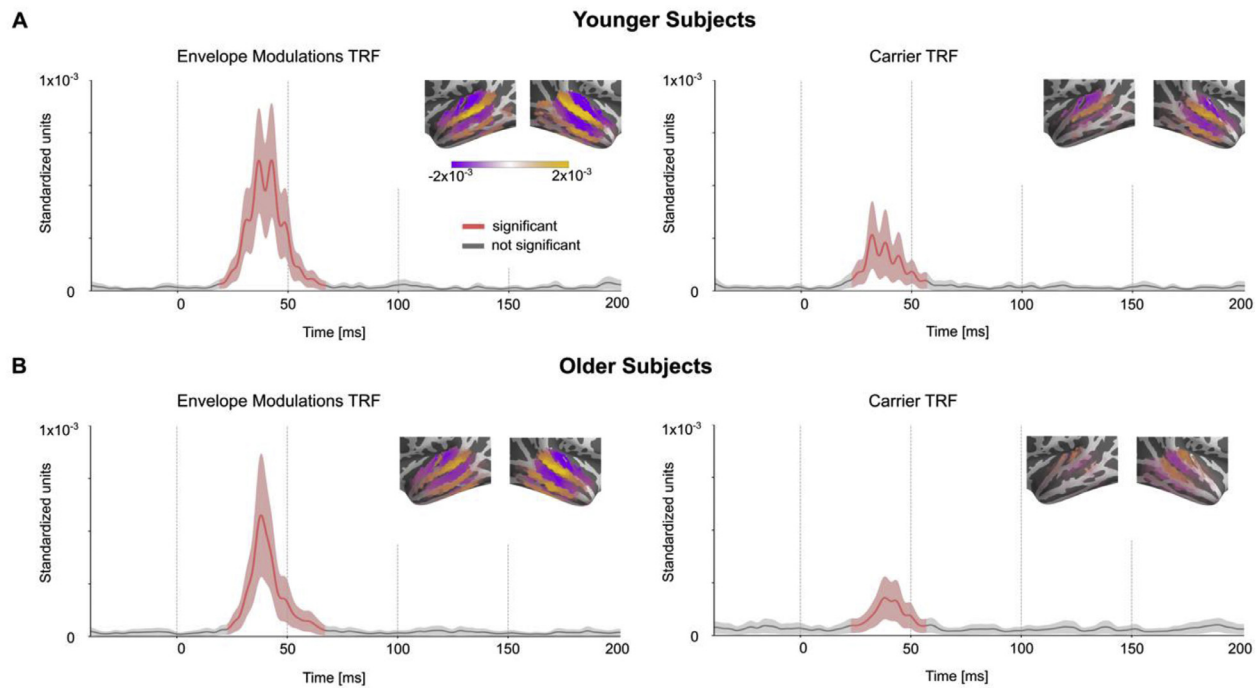 A
Younger Subjects
Envelope Modulations TRF
Carrier TRF
1x10⁻³
Standardized units
0
0 50 100 150 200
Time [ms]
-2x10⁻³ 2x10⁻³
significant
not significant
1x10⁻³
Standardized units
0
0 50 100 150 200
Time [ms]
B
Older Subjects
Envelope Modulations TRF
Carrier TRF
1x10⁻³
Standardized units
0
0 50 100 150 200
Time [ms]
1x10⁻³
Standardized units
0
0 50 100 150 200
Time [ms]